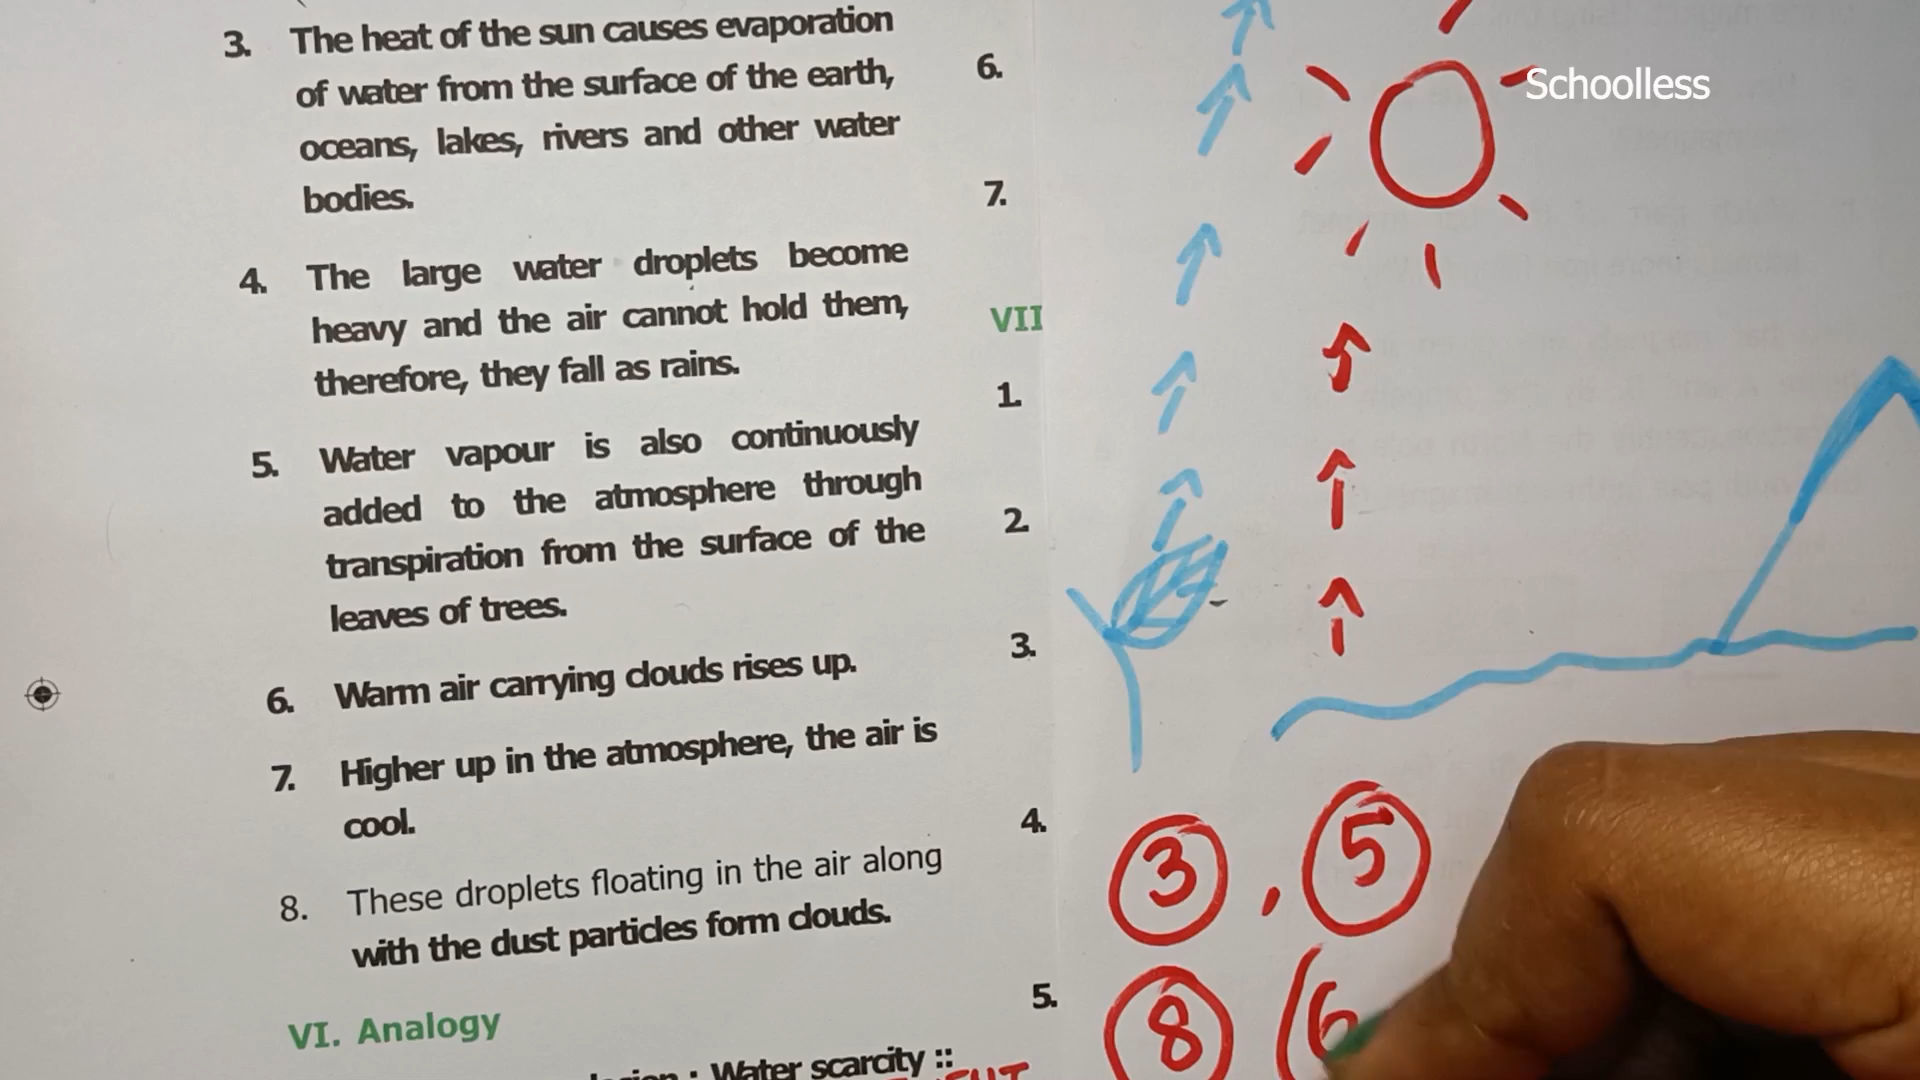 3. The heat of the sun causes evaporation
of water from the surface of the earth,
oceans, lakes, rivers and other water
bodies.
4. The large water droplets become
heavy and the air cannot hold them,
therefore, they fall as rains.
5. Water vapour is also continuously
added to the atmosphere through
transpiration from the surface of the
leaves of trees.
6. Warm air carrying clouds rises up.
7. Higher up in the atmosphere, the air is
cool.
8. These droplets floating in the air along
with the dust particles form clouds.
VI. Analogy
: Water scarcity ::
6.
7.
VII
1.
2.
3.
4.
5.
Schoolless
3, 5
8 6